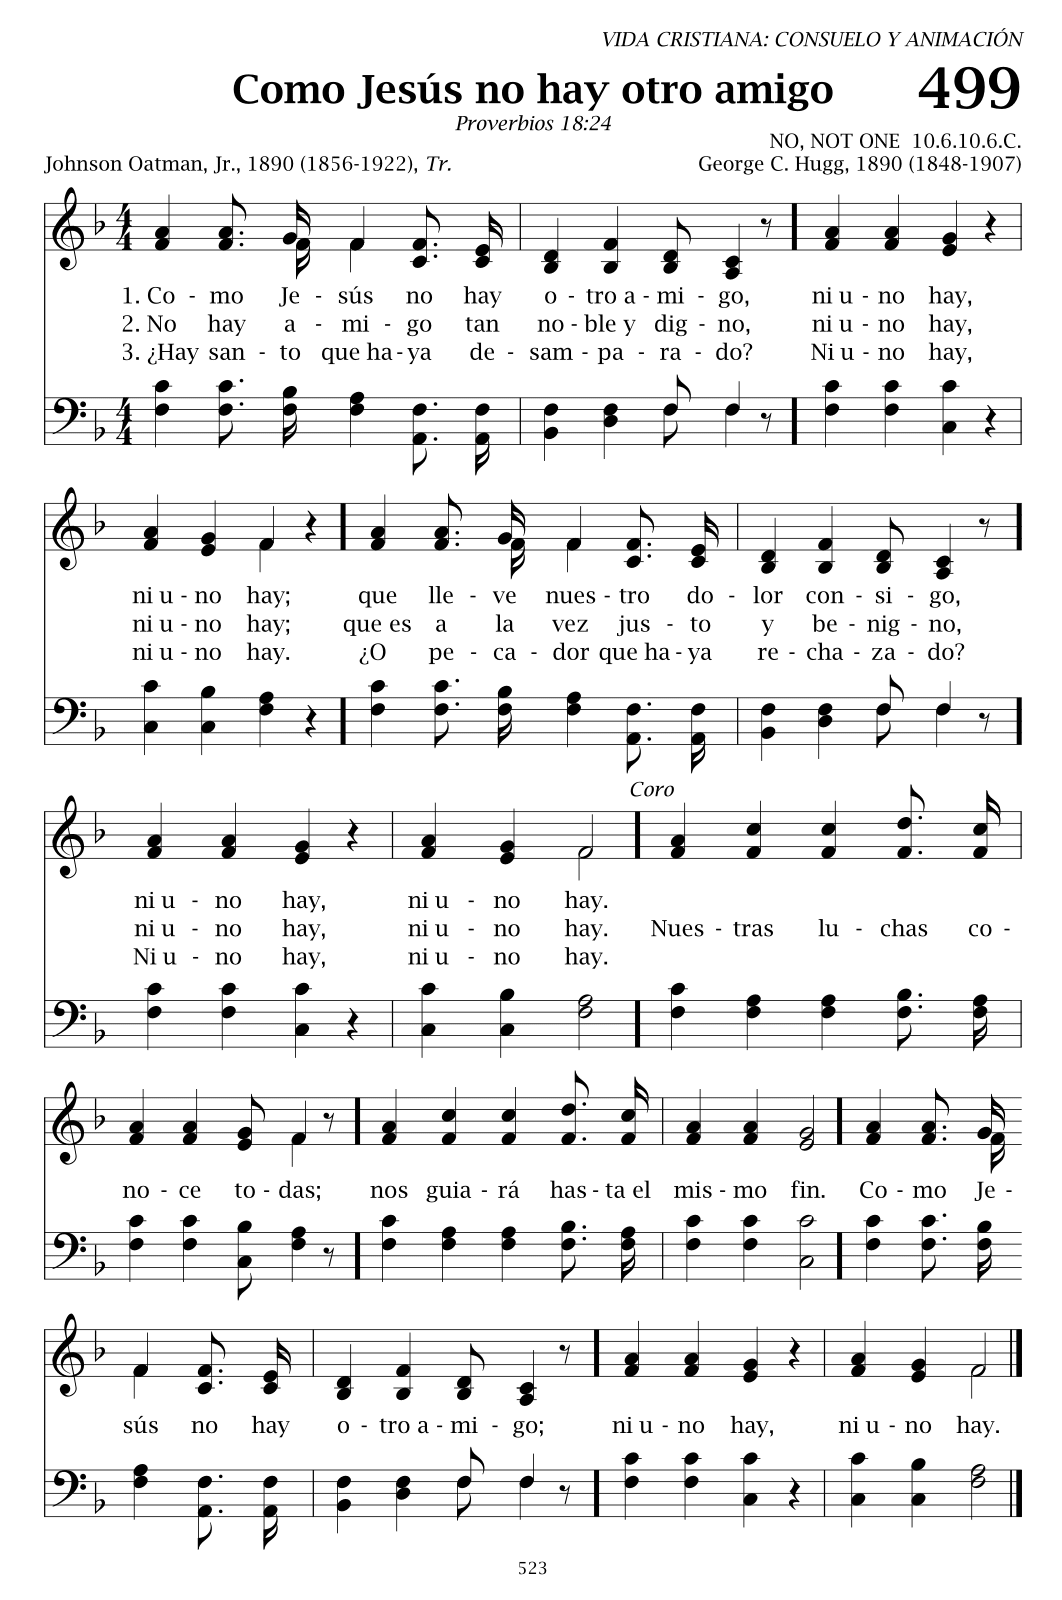 VIDA CRISTIANA: CONSUELO Y ANIMACIÓN
Como Jesús no hay otro amigo 499
Proverbios 18:24
NO, NOT ONE 10.6.10.6.C.
Johnson Oatman, Jr., 1890 (1856-1922), Tr. George C. Hugg, 1890 (1848-1907)
1. Co - mo Je - sús no hay o - tro a - mi - go, ni u - no hay,
2. No hay a - mi - go tan no - ble y dig - no, ni u - no hay,
3. ¿Hay san - to que ha - ya de - sam - pa - ra - do? Ni u - no hay,
ni u - no hay; que lle - ve nues - tro do - lor con - si - go,
ni u - no hay; que es a la vez jus - to y be - nig - no,
ni u - no hay. ¿O pe - ca - dor que ha - ya re - cha - za - do?
Coro
ni u - no hay, ni u - no hay.
ni u - no hay, ni u - no hay. Nues - tras lu - chas co -
Ni u - no hay, ni u - no hay.
no - ce to - das; nos guia - rá has - ta el mis - mo fin. Co - mo Je -
sús no hay o - tro a - mi - go; ni u - no hay, ni u - no hay.
523